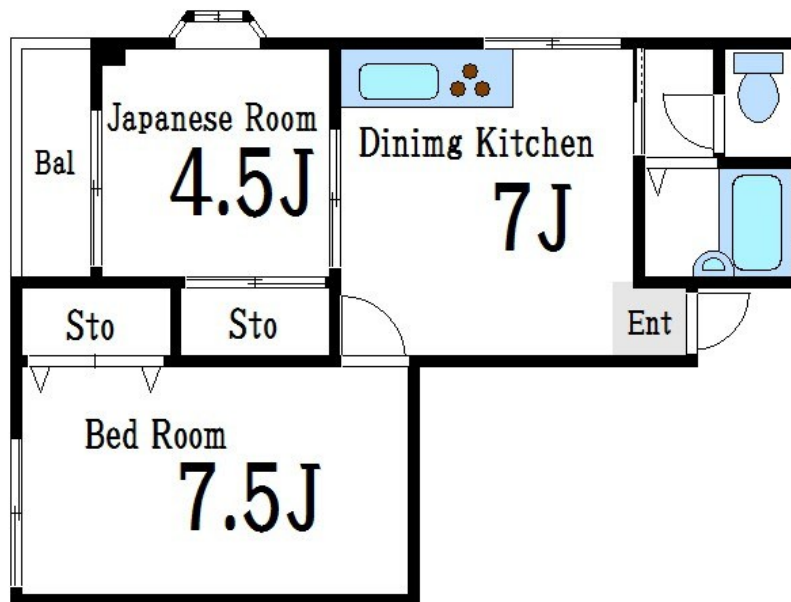 Japanese Room
4.5J
Bal
Dinimg Kitchen
7J
Sto
Sto
Ent
Bed Room
7.5J